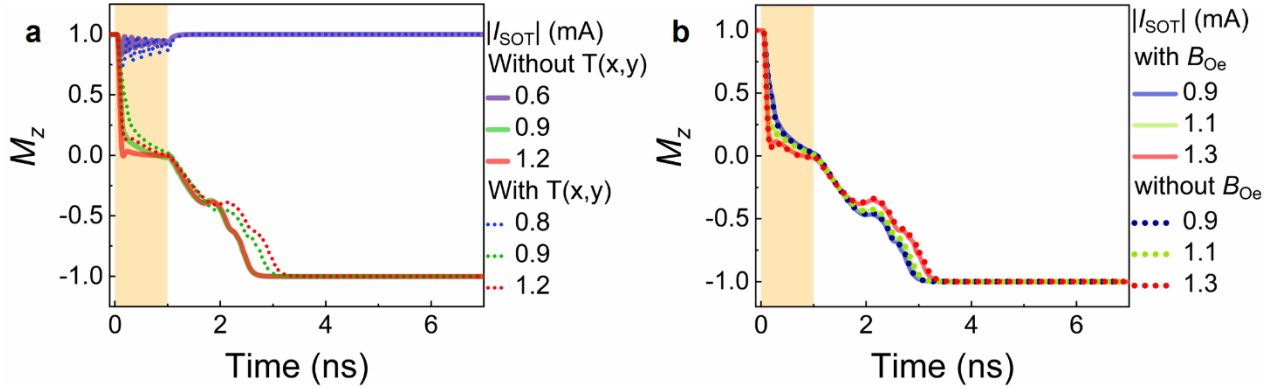 a
|I_SOT| (mA)
Without T(x,y)
0.6
0.9
1.2
With T(x,y)
0.8
0.9
1.2
M_z
1.0
0.5
0.0
-0.5
-1.0
0 2 4 6
Time (ns)
b
|I_SOT| (mA)
with B_Oe
0.9
1.1
1.3
without B_Oe
0.9
1.1
1.3
M_z
1.0
0.5
0.0
-0.5
-1.0
0 2 4 6
Time (ns)